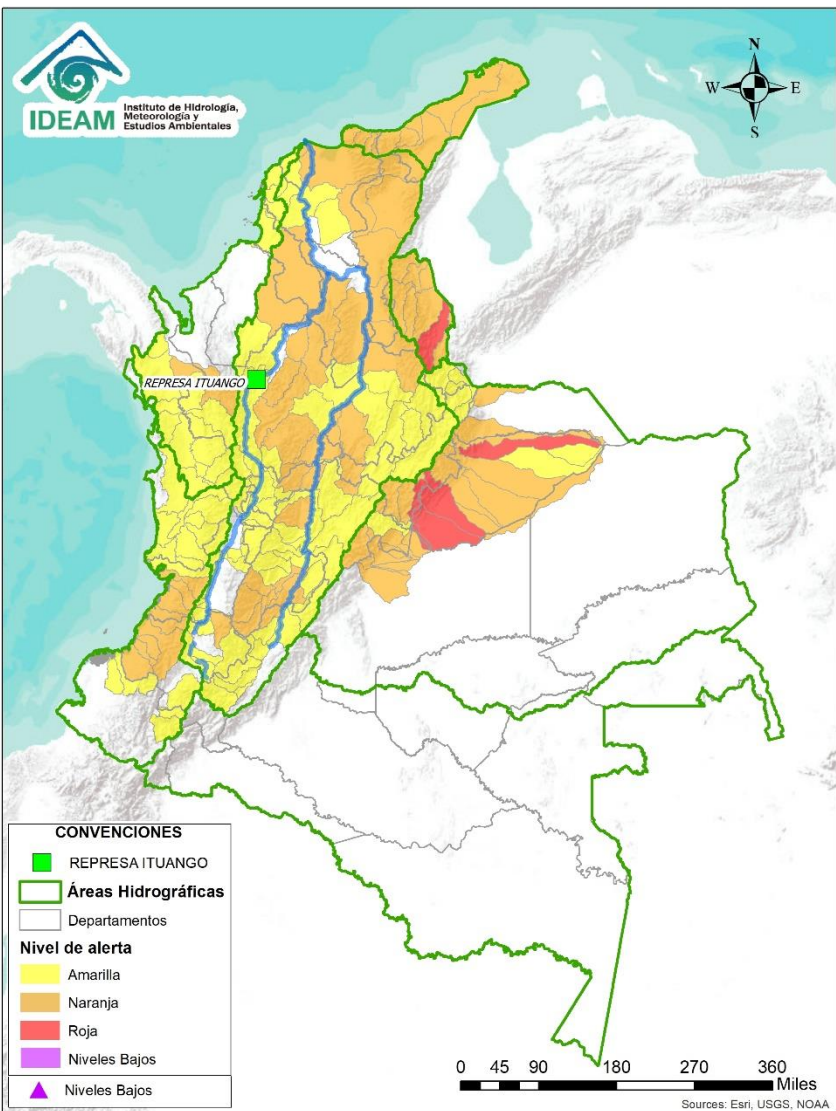 IDEAM
Instituto de Hidrología,
Meteorología y
Estudios Ambientales
N
W
E
S
REPRESA ITUANGO
CONVENCIONES
REPRESA ITUANGO
Áreas Hidrográficas
Departamentos
Nivel de alerta
Amarilla
Naranja
Roja
Niveles Bajos
Niveles Bajos
0 45 90 180 270 360
Miles
Sources: Esri, USGS, NOAA